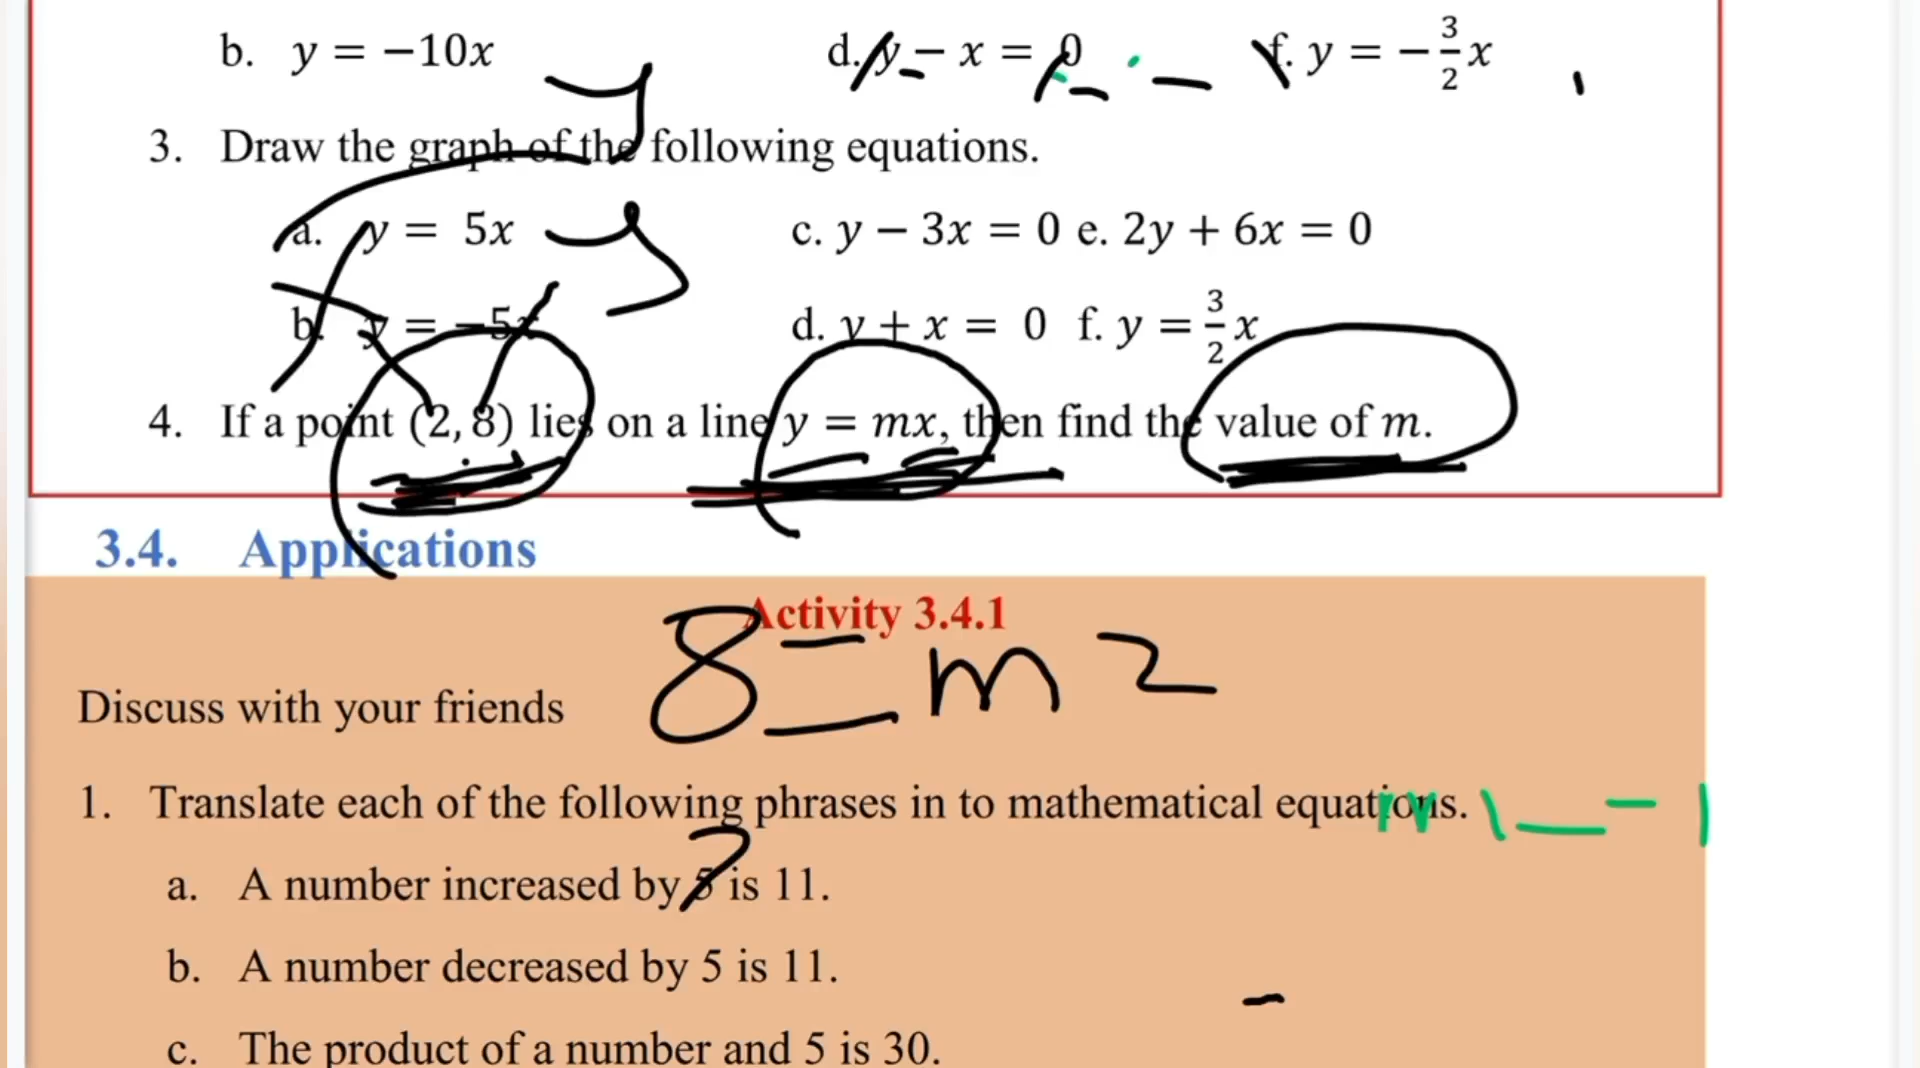 b. y = −10x d. y − x = 0 f. y = −3/2 x
3. Draw the graph of the following equations.
a. y = 5x c. y − 3x = 0 e. 2y + 6x = 0
b. y = −5x d. y + x = 0 f. y = 3/2 x
4. If a point (2, 8) lies on a line y = mx, then find the value of m.
3.4. Applications
Activity 3.4.1
8 = m 2
Discuss with your friends
1. Translate each of the following phrases in to mathematical equations.
a. A number increased by 5 is 11.
b. A number decreased by 5 is 11.
c. The product of a number and 5 is 30.